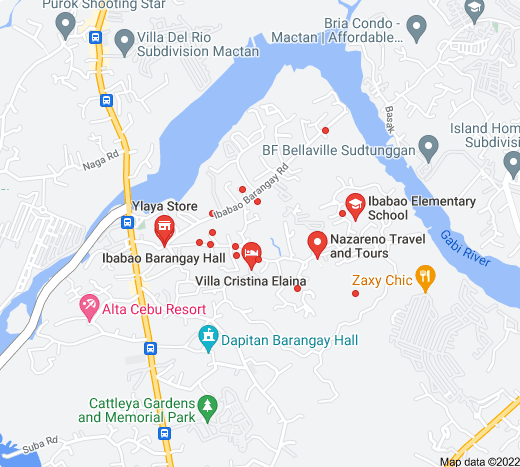 Purok Shooting Star
Bria Condo -
Mactan | Affordable...
Villa Del Rio
Subdivision Mactan
Basak
Island Hom
Subdivis
BF Bellaville Sudtunggan
Naga Rd
Ibabao Barangay Rd
Ylaya Store
Ibabao Elementary
School
Gabi River
Nazareno Travel
and Tours
Ibabao Barangay Hall
Villa Cristina Elaina
Zaxy Chic
Alta Cebu Resort
Dapitan Barangay Hall
Cattleya Gardens
and Memorial Park
Suba Rd
Map data ©2022